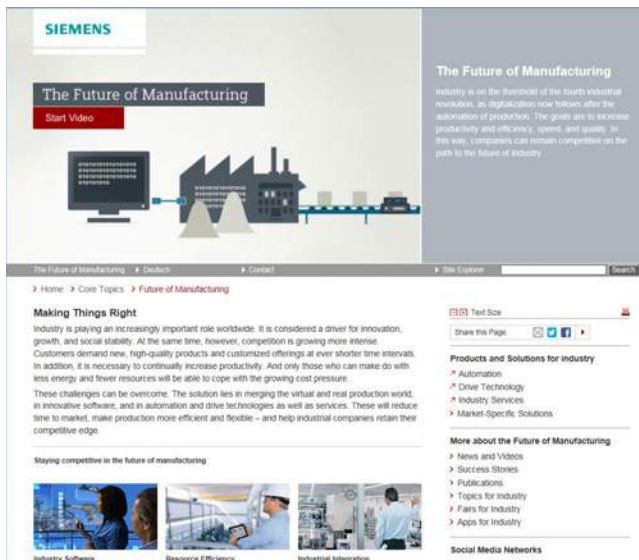 SIEMENS
The Future of Manufacturing
Start Video
The Future of Manufacturing
Industry is on the threshold of the fourth industrial
revolution, as digitalization now follows after the
automation of production. The goals are to increase
productivity and efficiency, speed, and quality. In
this way, companies can remain competitive on the
path to the future of industry.
The Future of Manufacturing Deutsch Contact Site Explorer Search
Home Core Topics Future of Manufacturing
Making Things Right
Industry is playing an increasingly important role worldwide. It is considered a driver for innovation,
growth, and social stability. At the same time, however, competition is growing more intense.
Customers demand new, high-quality products and customized offerings at ever shorter time intervals.
In addition, it is necessary to continually increase productivity. And only those who can make do with
less energy and fewer resources will be able to cope with the growing cost pressure.
These challenges can be overcome. The solution lies in merging the virtual and real production world,
in innovative software, and in automation and drive technologies as well as services. These will reduce
time to market, make production more efficient and flexible – and help industrial companies retain their
competitive edge.
Staying competitive in the future of manufacturing
Industry Software Resource Efficiency Industrial Integration
Text Size
Share this Page:
Products and Solutions for industry
Automation
Drive Technology
Industry Services
Market-Specific Solutions
More about the Future of Manufacturing
News and Videos
Success Stories
Publications
Topics for Industry
Fairs for Industry
Apps for Industry
Social Media Networks